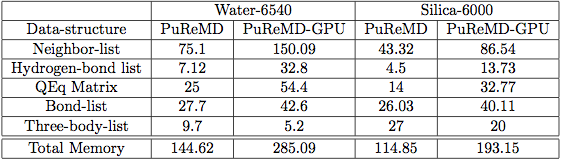 Water-6540 Silica-6000
Data-structure PuReMD PuReMD-GPU PuReMD PuReMD-GPU
Neighbor-list 75.1 150.09 43.32 86.54
Hydrogen-bond list 7.12 32.8 4.5 13.73
QEq Matrix 25 54.4 14 32.77
Bond-list 27.7 42.6 26.03 40.11
Three-body-list 9.7 5.2 27 20
Total Memory 144.62 285.09 114.85 193.15